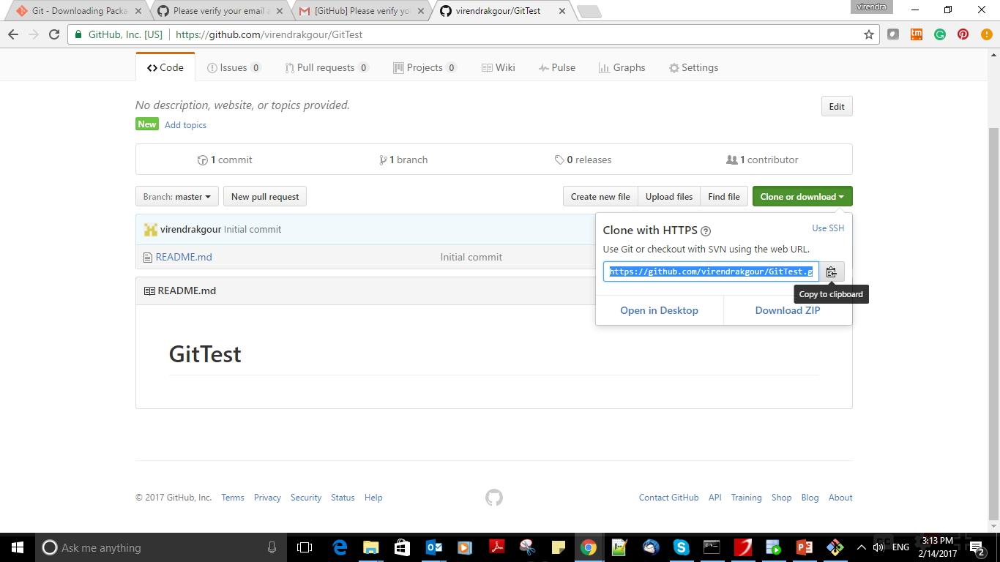 Git - Downloading Packa
Please verify your email a
[GitHub] Please verify yo
virendrakgour/GitTest
virendra
GitHub, Inc. [US]
https://github.com/virendrakgour/GitTest
Code
Issues 0
Pull requests 0
Projects 0
Wiki
Pulse
Graphs
Settings
No description, website, or topics provided.
Edit
New Add topics
1 commit
1 branch
0 releases
1 contributor
Branch: master
New pull request
Create new file
Upload files
Find file
Clone or download
virendrakgour Initial commit
README.md
Initial commit
Clone with HTTPS
Use SSH
Use Git or checkout with SVN using the web URL.
https://github.com/virendrakgour/GitTest.g
Copy to clipboard
Open in Desktop
Download ZIP
README.md
GitTest
© 2017 GitHub, Inc.
Terms
Privacy
Security
Status
Help
Contact GitHub
API
Training
Shop
Blog
About
Ask me anything
ENG
3:13 PM
2/14/2017
2